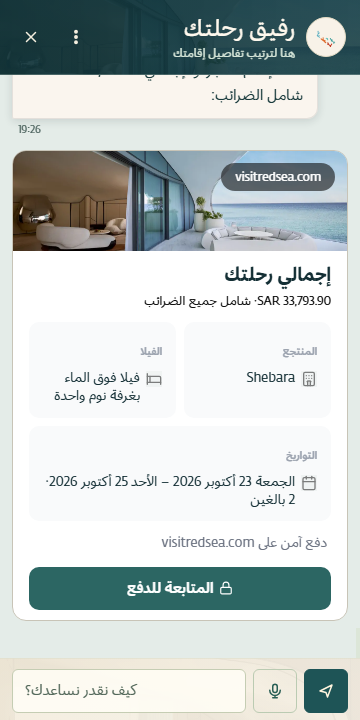 رفيق رحلتك
هنا لترتيب تفاصيل إقامتك
شامل الضرائب:
19:26
visitredsea.com
إجمالي رحلتك
SAR 33,793.90· شامل جميع الضرائب
المنتجع
Shebara
الفيلا
فيلا فوق الماء
بغرفة نوم واحدة
التواريخ
الجمعة 23 أكتوبر 2026 – الأحد 25 أكتوبر 2026·
2 بالغين
دفع آمن على visitredsea.com
المتابعة للدفع
كيف نقدر نساعدك؟